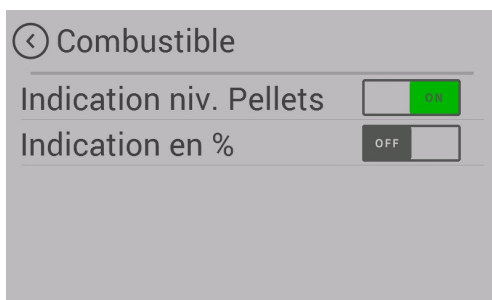 Combustible
Indication niv. Pellets ON
Indication en % OFF